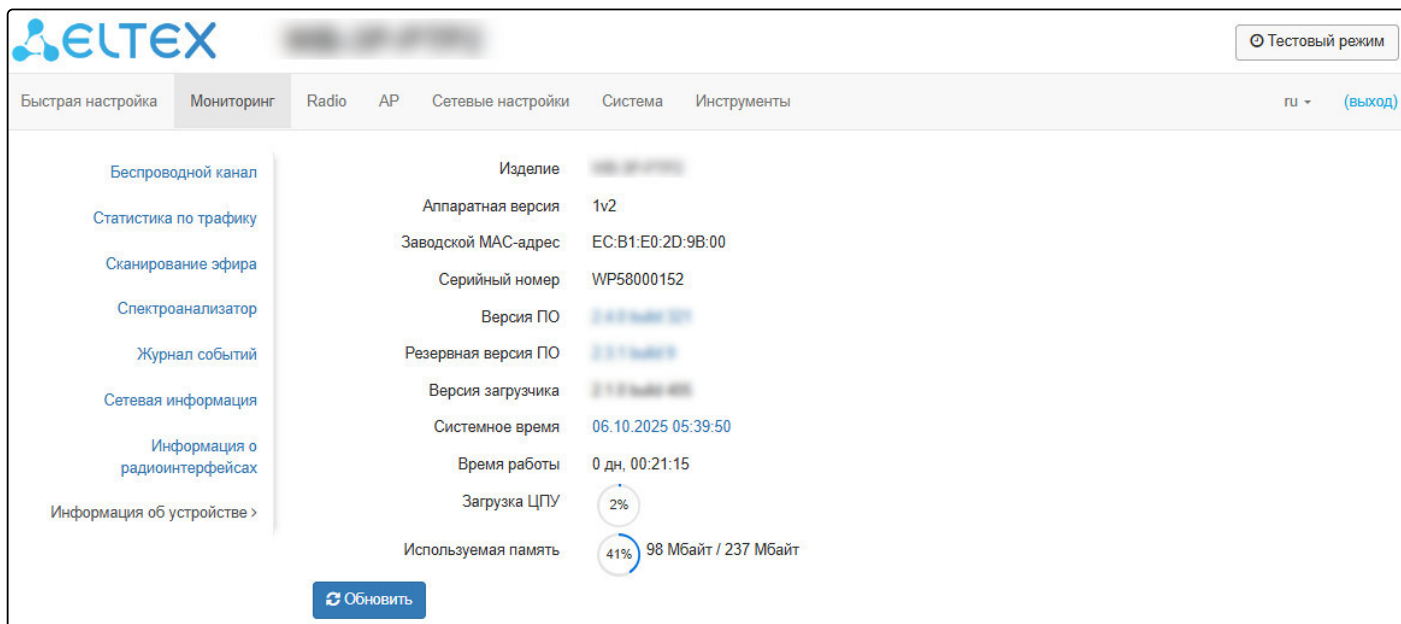 ELTEX
Тестовый режим
Быстрая настройка Мониторинг Radio AP Сетевые настройки Система Инструменты ru (выход)
Беспроводной канал
Статистика по трафику
Сканирование эфира
Спектроанализатор
Журнал событий
Сетевая информация
Информация о
радиоинтерфейсах
Информация об устройстве >
Изделие
Аппаратная версия 1v2
Заводской MAC-адрес EC:B1:E0:2D:9B:00
Серийный номер WP58000152
Версия ПО
Резервная версия ПО
Версия загрузчика
Системное время 06.10.2025 05:39:50
Время работы 0 дн, 00:21:15
Загрузка ЦПУ 2%
Используемая память 41% 98 Мбайт / 237 Мбайт
Обновить